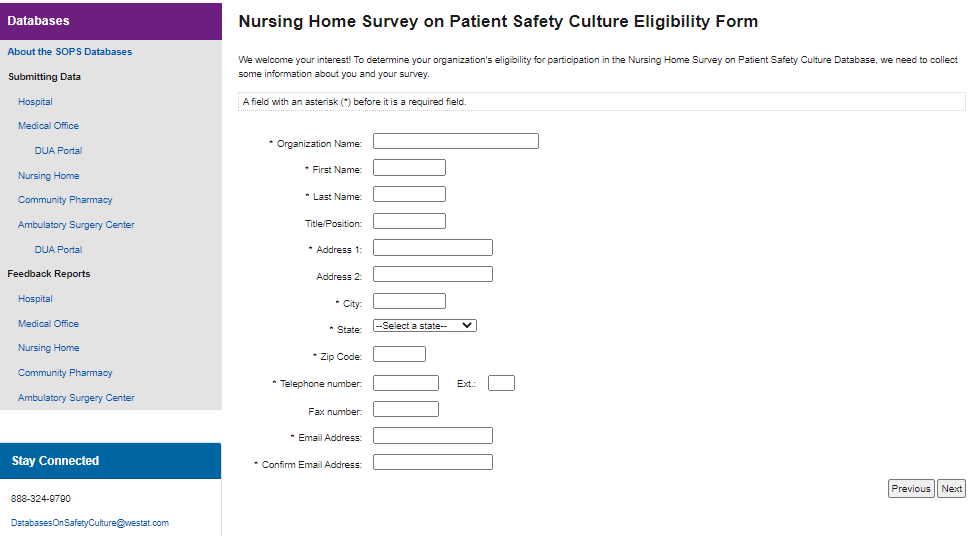 Databases
About the SOPS Databases
Submitting Data
Hospital
Medical Office
DUA Portal
Nursing Home
Community Pharmacy
Ambulatory Surgery Center
DUA Portal
Feedback Reports
Hospital
Medical Office
Nursing Home
Community Pharmacy
Ambulatory Surgery Center
Stay Connected
888-324-9790
DatabasesOnSafetyCulture@westat.com
Nursing Home Survey on Patient Safety Culture Eligibility Form
We welcome your interest! To determine your organization's eligibility for participation in the Nursing Home Survey on Patient Safety Culture Database, we need to collect
some information about you and your survey.
A field with an asterisk (*) before it is a required field.
* Organization Name:
* First Name:
* Last Name:
Title/Position:
* Address 1:
Address 2:
* City:
* State: --Select a state--
* Zip Code:
* Telephone number: Ext.:
Fax number:
* Email Address:
* Confirm Email Address:
Previous Next